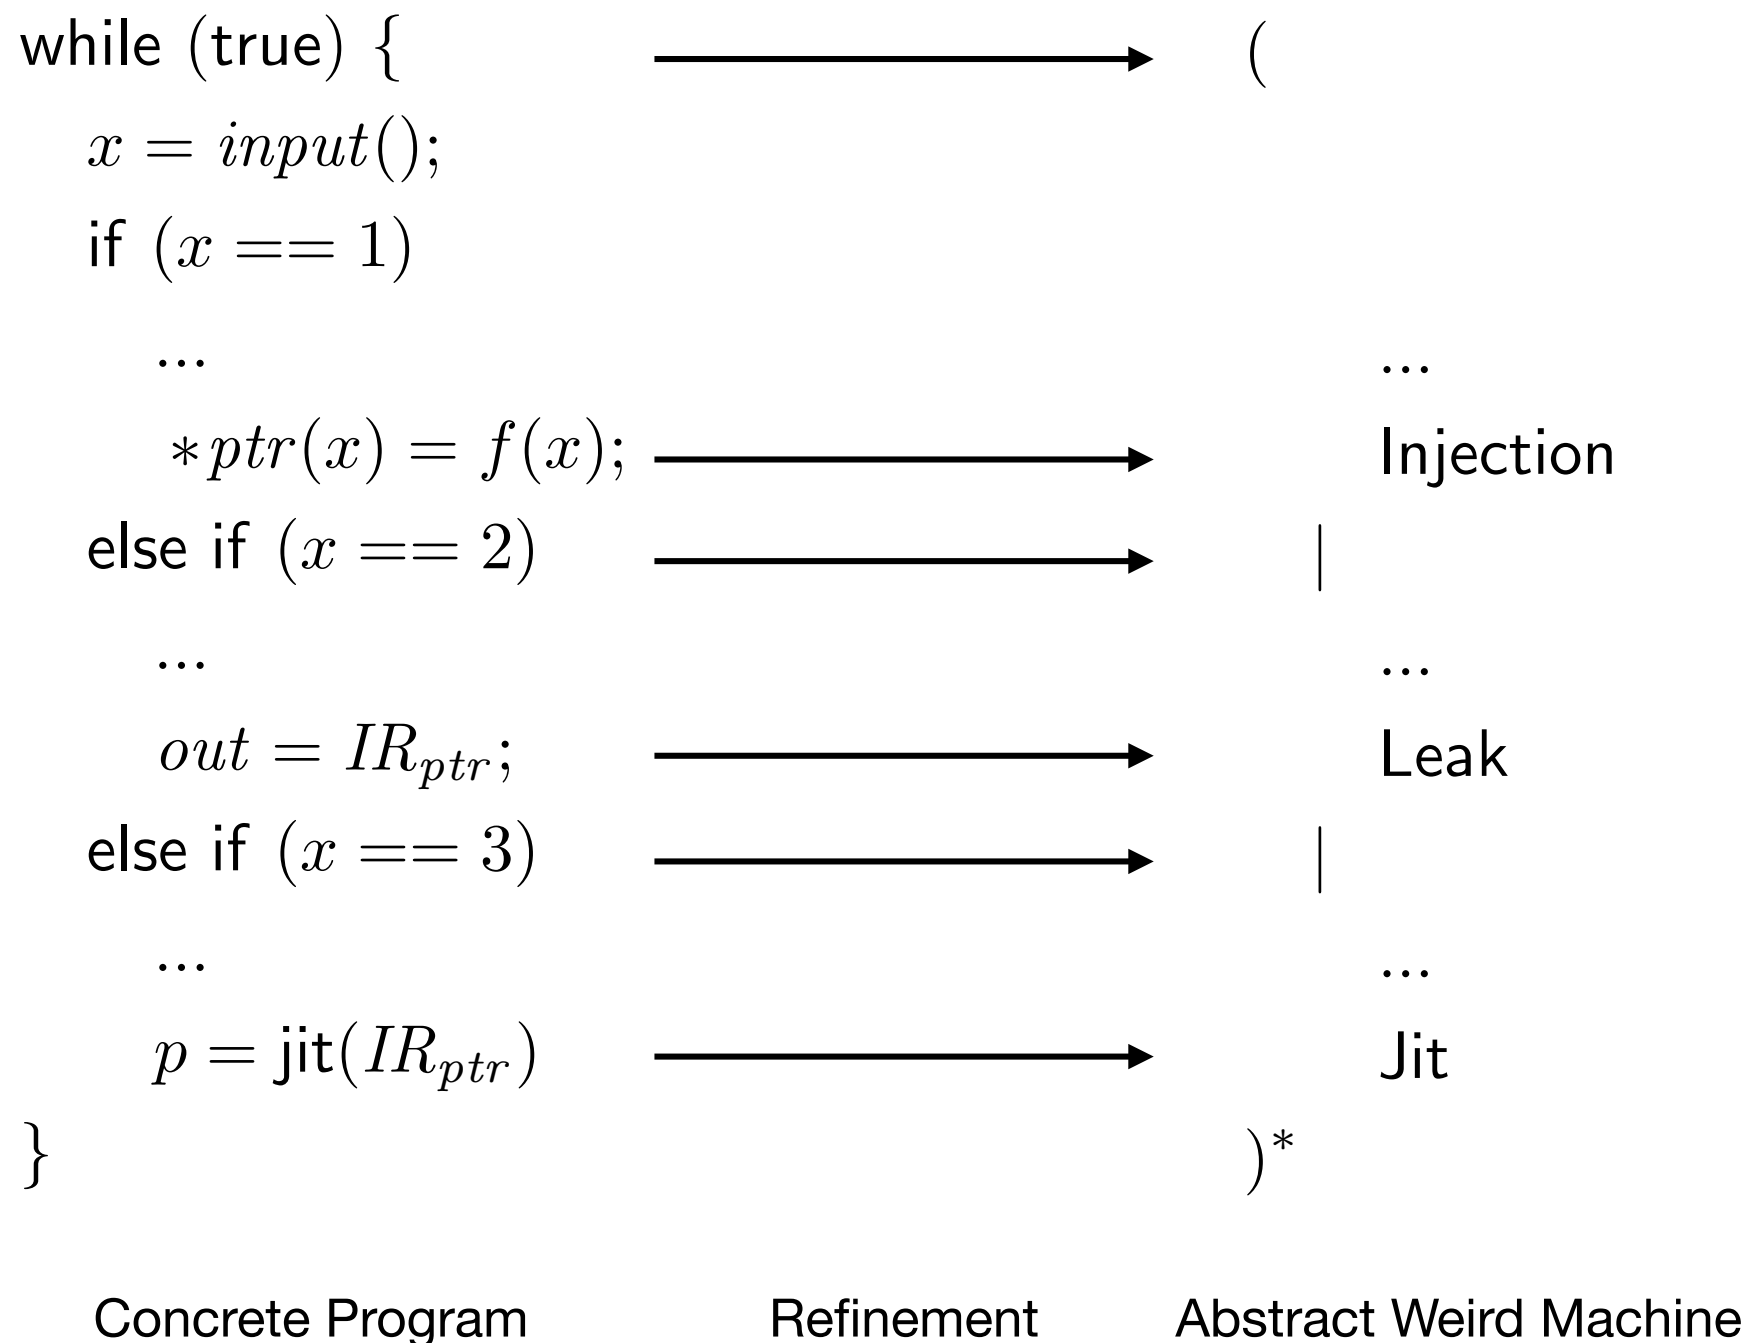 while (true) { (
x = input();
if (x == 1)
... ...
*ptr(x) = f(x); Injection
else if (x == 2) |
... ...
out = IR_ptr; Leak
else if (x == 3) |
... ...
p = jit(IR_ptr) Jit
} )*
Concrete Program Refinement Abstract Weird Machine